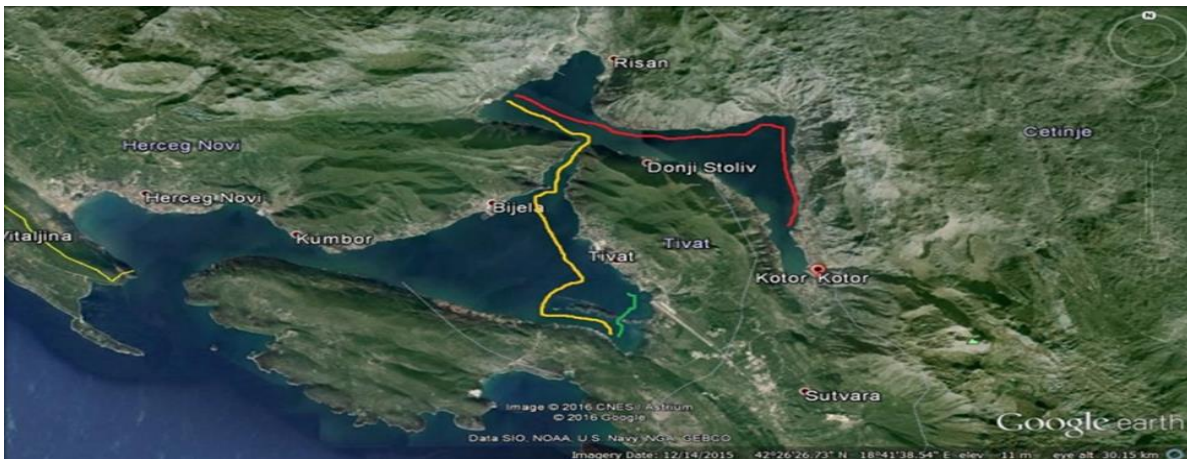 N
Risan
Cetinje
Herceg Novi
Donji Stoliv
Herceg Novi
Bijela
Vitaljina
Kumbor
Tivat
Tivat
Kotor Kotor
Sutvara
Image © 2016 CNES / Astrium
© 2016 Google
Google earth
Data SIO, NOAA, U.S. Navy, NGA, GEBCO
Imagery Date: 12/14/2015 42°26'26.73" N 18°41'38.54" E elev 11 m eye alt 30.15 km